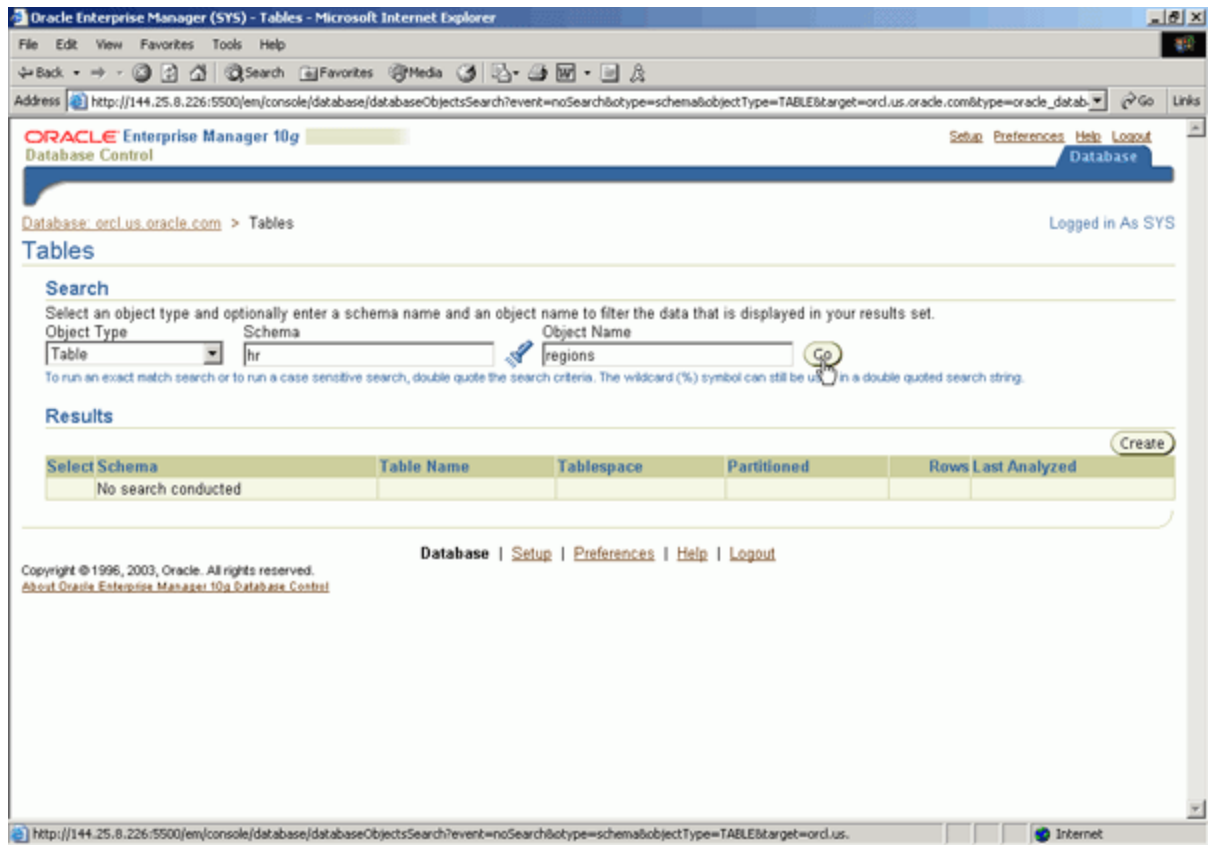 Oracle Enterprise Manager (SYS) - Tables - Microsoft Internet Explorer
File Edit View Favorites Tools Help
Back Search Favorites Media
Address http://144.25.8.226:5500/em/console/database/databaseObjectsSearch?event=noSearch&otype=schema&objectType=TABLE&target=orcl.us.oracle.com&type=oracle_datab Go Links
ORACLE Enterprise Manager 10g
Database Control
Setup Preferences Help Logout
Database
Database: orcl.us.oracle.com > Tables
Logged in As SYS
Tables
Search
Select an object type and optionally enter a schema name and an object name to filter the data that is displayed in your results set.
Object Type Schema Object Name
Table hr regions Go
To run an exact match search or to run a case sensitive search, double quote the search criteria. The wildcard (%) symbol can still be in a double quoted search string.
Results
Create
Select Schema Table Name Tablespace Partitioned Rows Last Analyzed
No search conducted
Database | Setup | Preferences | Help | Logout
Copyright © 1996, 2003, Oracle. All rights reserved.
About Oracle Enterprise Manager 10g Database Control
http://144.25.8.226:5500/em/console/database/databaseObjectsSearch?event=noSearch&otype=schema&objectType=TABLE&target=orcl.us. Internet